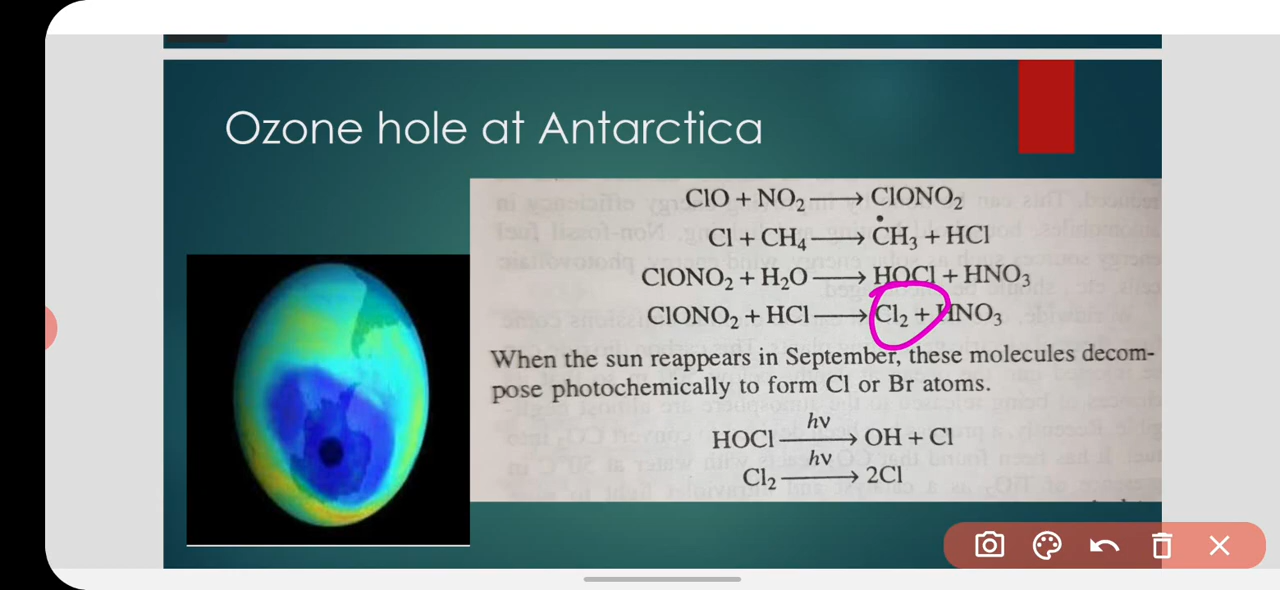 Ozone hole at Antarctica
ClO + NO₂ ⟶ ClONO₂
Cl + CH₄ ⟶ ĊH₃ + HCl
ClONO₂ + H₂O ⟶ HOCl + HNO₃
ClONO₂ + HCl ⟶ Cl₂ + HNO₃
When the sun reappears in September, these molecules decom-
pose photochemically to form Cl or Br atoms.
hν
HOCl ⟶ OH + Cl
hν
Cl₂ ⟶ 2Cl